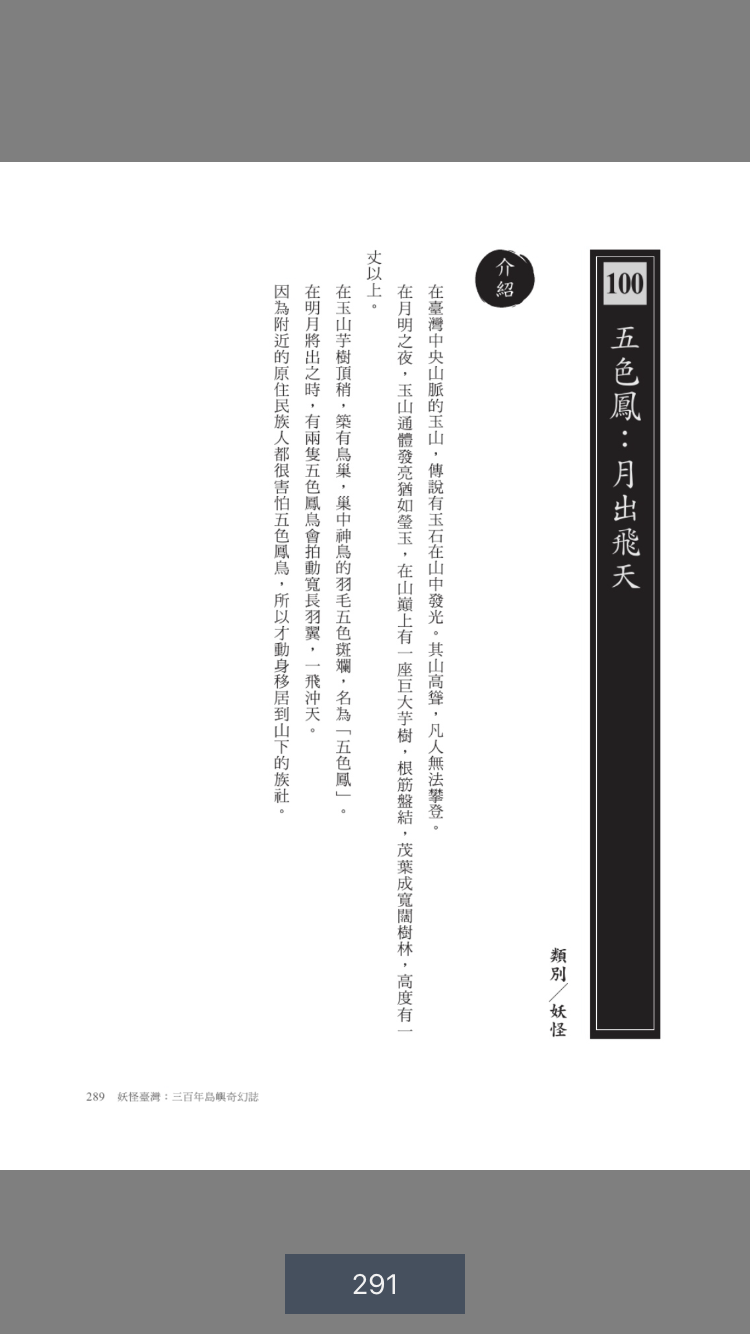 100
五色鳳：月出飛天
類別／妖怪
介紹
在臺灣中央山脈的玉山，傳說有玉石在山中發光。其山高聳，凡人無法攀登。
在月明之夜，玉山通體發亮猶如瑩玉，在山巔上有一座巨大芋樹，根筋盤結，茂葉成寬闊樹林，高度有一
丈以上。
在玉山芋樹頂稍，築有鳥巢，巢中神鳥的羽毛五色斑斕，名為「五色鳳」。
在明月將出之時，有兩隻五色鳳鳥會拍動寬長羽翼，一飛沖天。
因為附近的原住民族人都很害怕五色鳳鳥，所以才動身移居到山下的族社。
289 妖怪臺灣：三百年島嶼奇幻誌
291